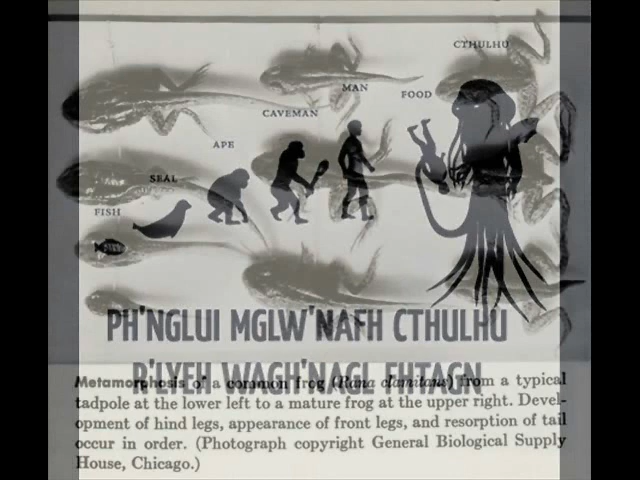 CTHULHU
MAN
FOOD
CAVEMAN
APE
SEAL
FISH
PH'NGLUI MGLW'NAFH CTHULHU
R'LYEH WAGH'NAGL FHTAGN
Metamorphosis of a common frog (Rana clamitans) from a typical
tadpole at the lower left to a mature frog at the upper right. Devel-
opment of hind legs, appearance of front legs, and resorption of tail
occur in order. (Photograph copyright General Biological Supply
House, Chicago.)